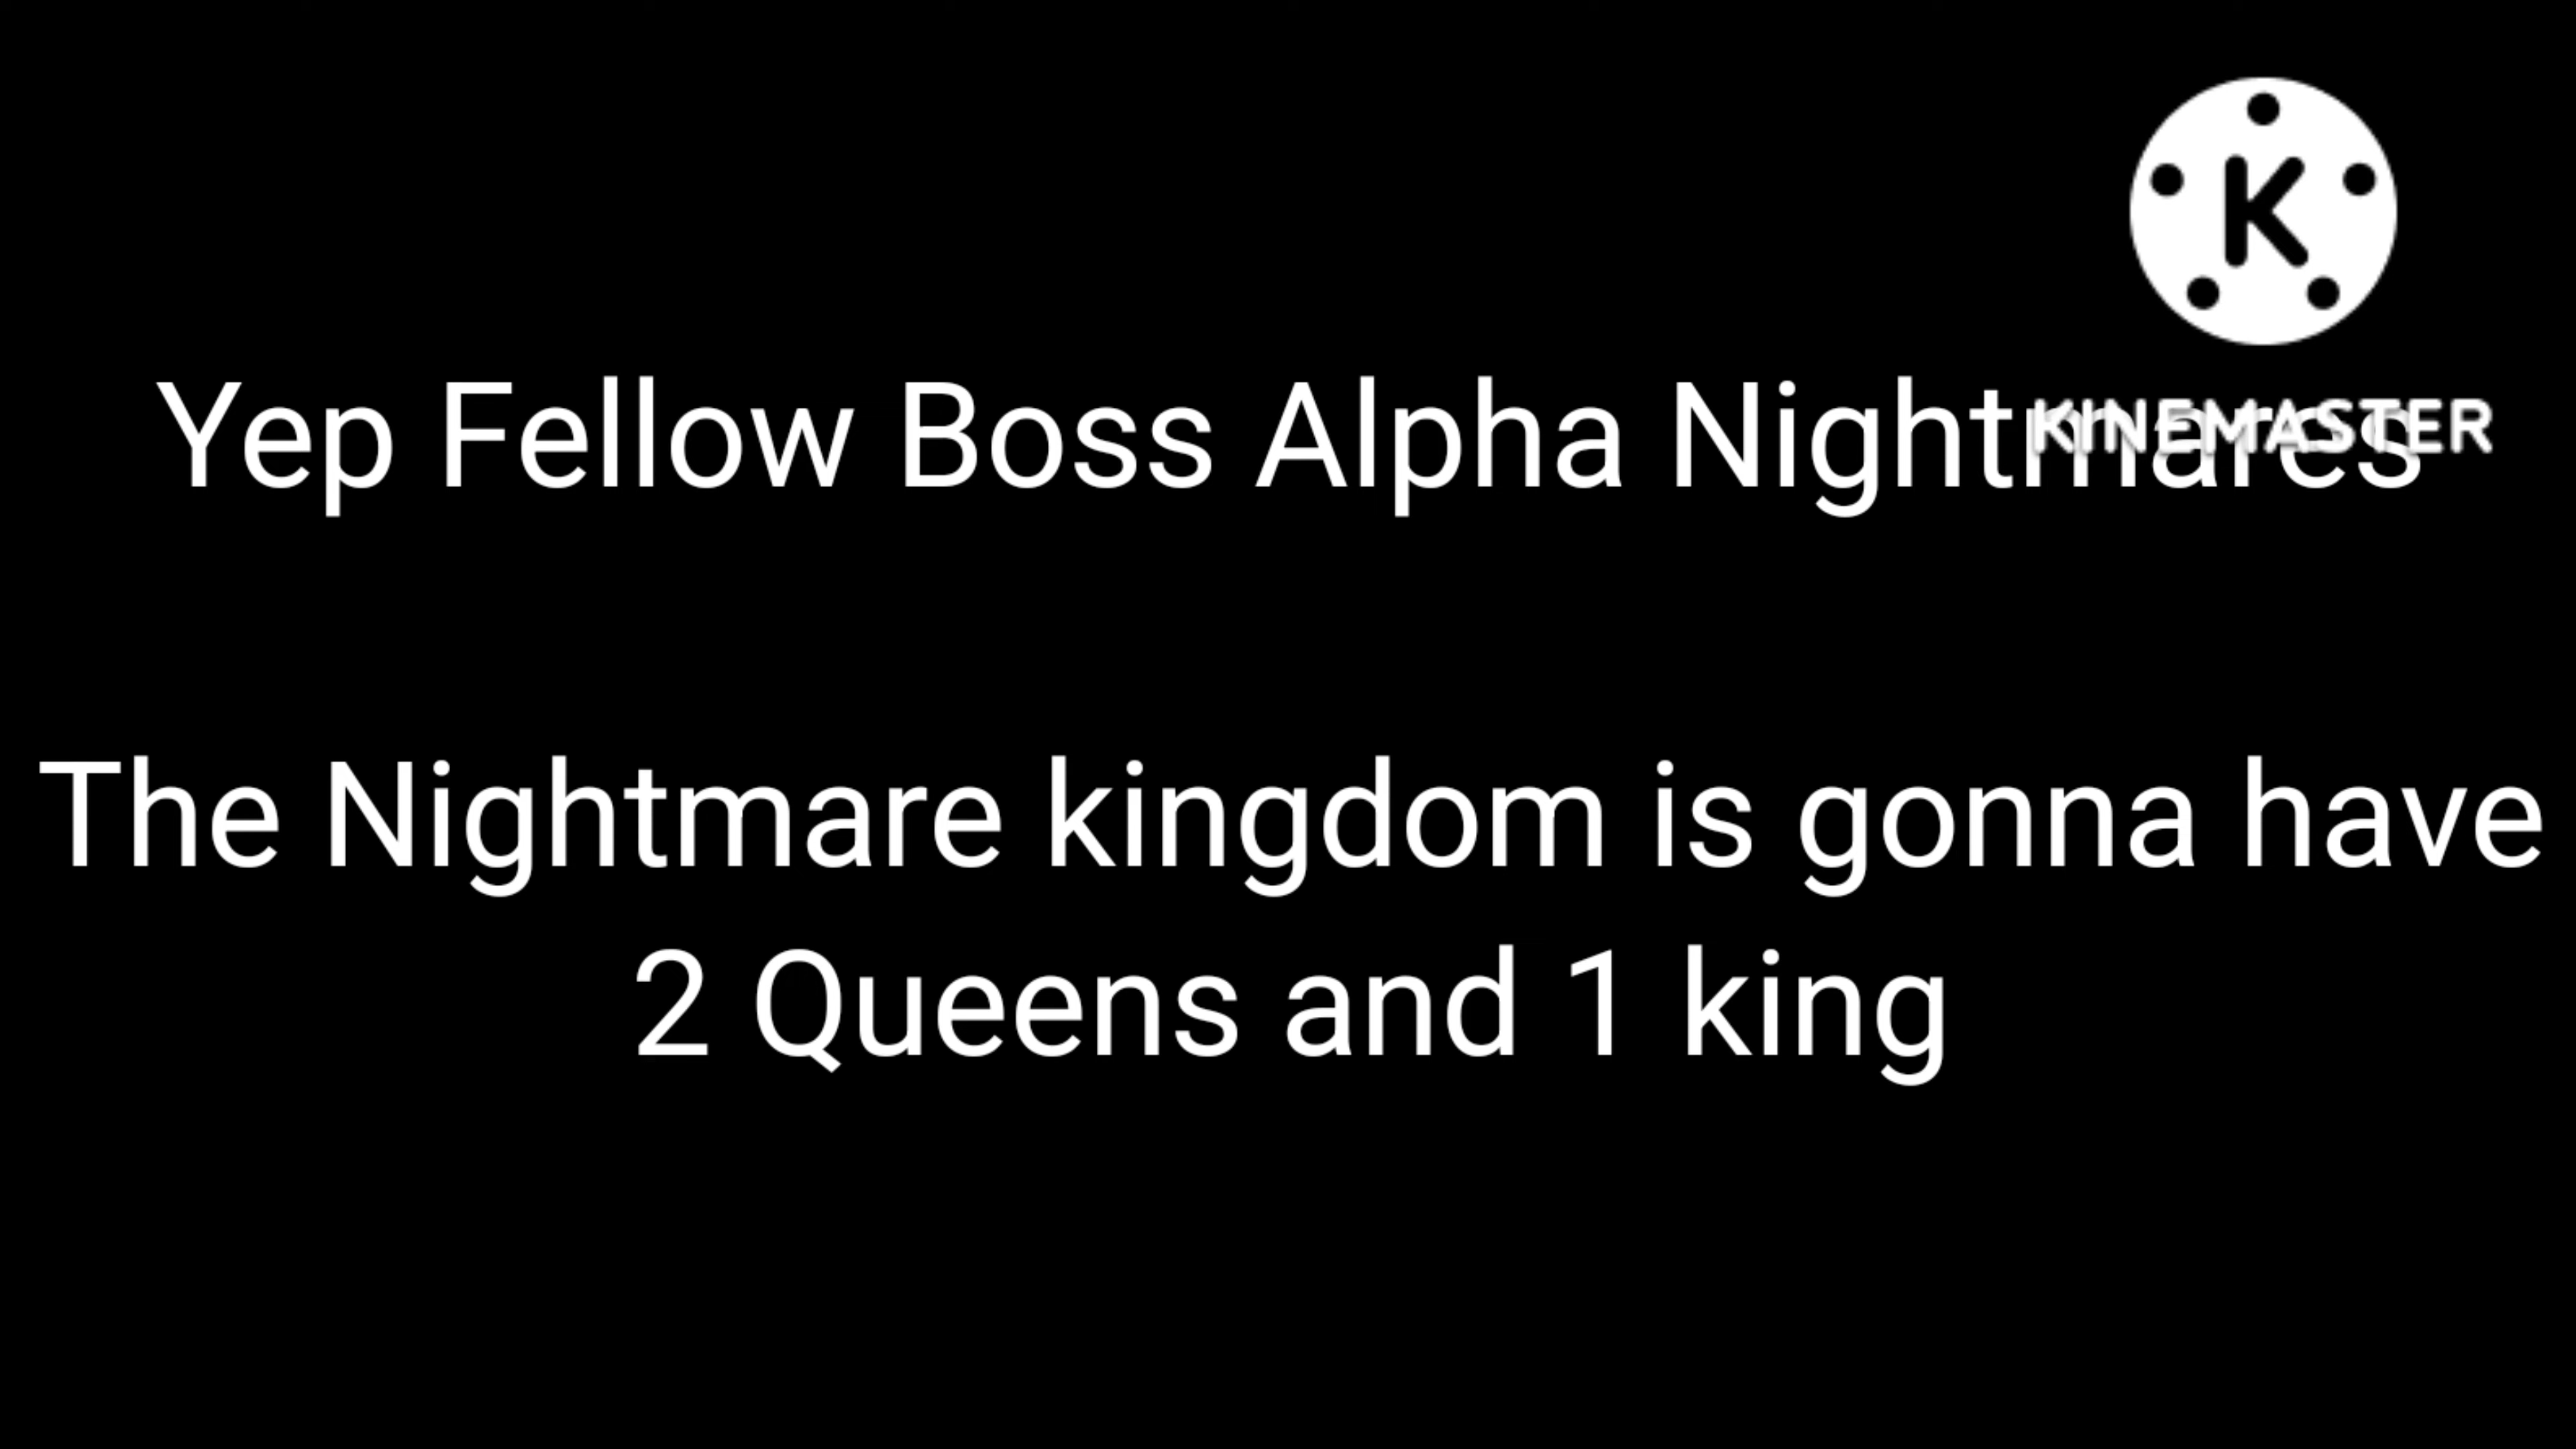 K
KINEMASTER
Yep Fellow Boss Alpha Nightmares
The Nightmare kingdom is gonna have
2 Queens and 1 king